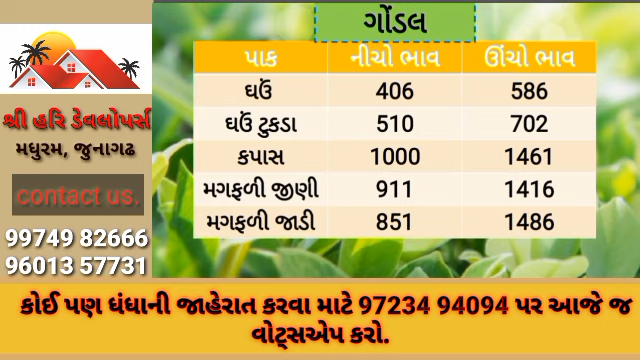 ગોંડલ
પાક નીચો ભાવ ઊંચો ભાવ
ઘઉં 406 586
ઘઉં ટુકડા 510 702
કપાસ 1000 1461
મગફળી જીણી 911 1416
મગફળી જાડી 851 1486
શ્રી હરિ ડેવલોપર્સ
મધુરમ, જુનાગઢ
contact us.
99749 82666
96013 57731
કોઈ પણ ધંધાની જાહેરાત કરવા માટે 97234 94094 પર આજે જ
વોટ્સએપ કરો.